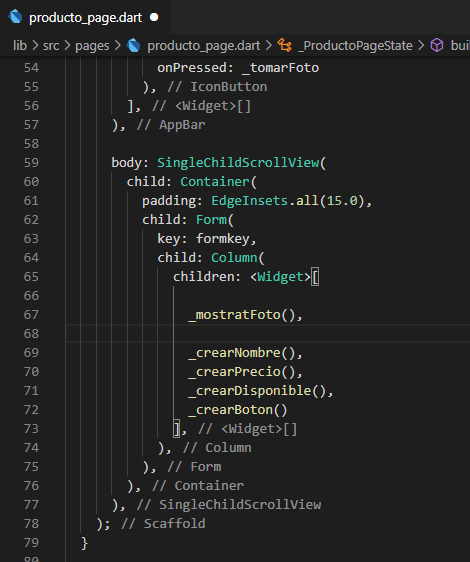 producto_page.dart
lib > src > pages > producto_page.dart > _ProductoPageState > bui
54 onPressed: _tomarFoto
55 ), // IconButton
56 ], // <Widget>[]
57 ), // AppBar
58
59 body: SingleChildScrollView(
60 child: Container(
61 padding: EdgeInsets.all(15.0),
62 child: Form(
63 key: formkey,
64 child: Column(
65 children: <Widget>[
66
67 _mostratFoto(),
68
69 _crearNombre(),
70 _crearPrecio(),
71 _crearDisponible(),
72 _crearBoton()
73 ], // <Widget>[]
74 ), // Column
75 ), // Form
76 ), // Container
77 ), // SingleChildScrollView
78 ); // Scaffold
79 }
80